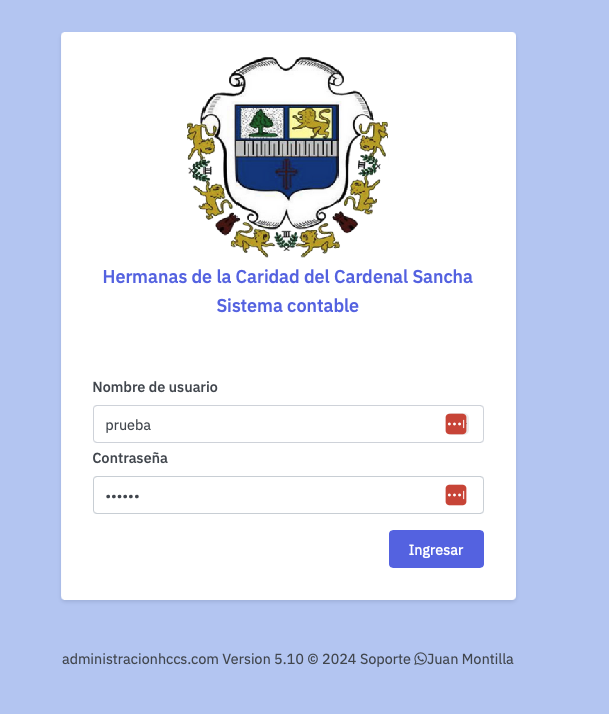 Hermanas de la Caridad del Cardenal Sancha
Sistema contable
Nombre de usuario
prueba
Contraseña
••••••
Ingresar
administracionhccs.com Version 5.10 © 2024 Soporte Juan Montilla